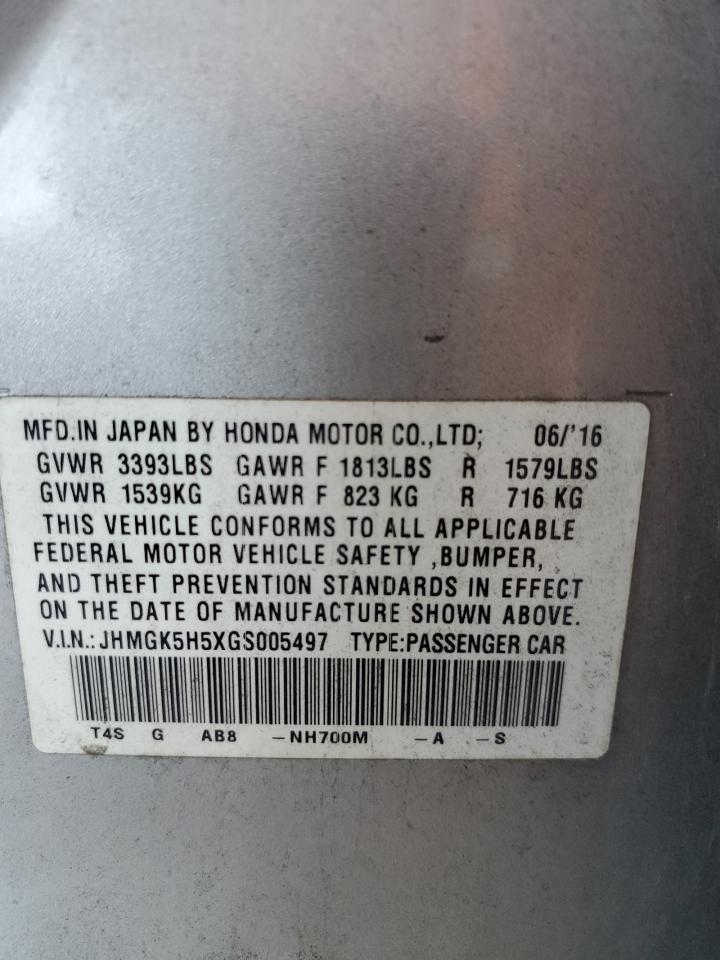 MFD.IN JAPAN BY HONDA MOTOR CO.,LTD; 06/'16
GVWR 3393LBS GAWR F 1813LBS R 1579LBS
GVWR 1539KG GAWR F 823 KG R 716 KG
THIS VEHICLE CONFORMS TO ALL APPLICABLE
FEDERAL MOTOR VEHICLE SAFETY ,BUMPER,
AND THEFT PREVENTION STANDARDS IN EFFECT
ON THE DATE OF MANUFACTURE SHOWN ABOVE.
V.I.N.: JHMGK5H5XGS005497 TYPE:PASSENGER CAR
T4S G AB8 -NH700M -A -S